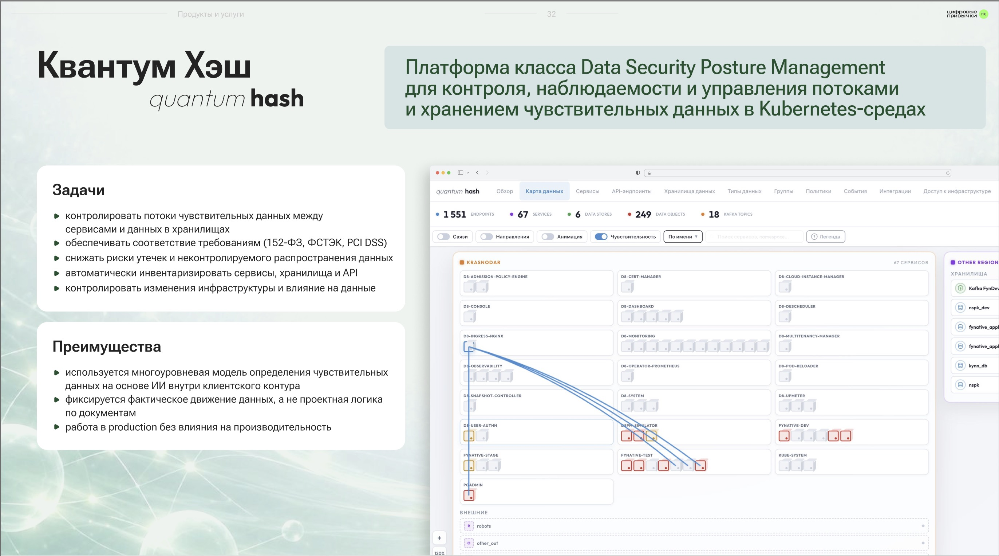 Продукты и услуги
32
цифровые
привычки
ГК
Квантум Хэш
quantum hash
Платформа класса Data Security Posture Management
для контроля, наблюдаемости и управления потоками
и хранением чувствительных данных в Kubernetes-средах
Задачи
контролировать потоки чувствительных данных между
сервисами и данных в хранилищах
обеспечивать соответствие требованиям (152-ФЗ, ФСТЭК, PCI DSS)
снижать риски утечек и неконтролируемого распространения данных
автоматически инвентаризировать сервисы, хранилища и API
контролировать изменения инфраструктуры и влияние на данные
Преимущества
используется многоуровневая модель определения чувствительных
данных на основе ИИ внутри клиентского контура
фиксируется фактическое движение данных, а не проектная логика
по документам
работа в production без влияния на производительность
quantum hash Обзор Карта данных Сервисы API-эндпоинты Хранилища данных Типы данных Группы Политики События Интеграции Доступ к инфраструктуре
1 551 ENDPOINTS 67 SERVICES 6 DATA STORES 249 DATA OBJECTS 18 KAFKA TOPICS
Связи Направления Анимация Чувствительность По имени Поиск сервисов, namespace... ? Легенда
KRASNODAR 67 СЕРВИСОВ
D8-ADMISSION-POLICY-ENGINE D8-CERT-MANAGER D8-CLOUD-INSTANCE-MANAGER
D8-CONSOLE D8-DASHBOARD D8-DESCHEDULER
D8-INGRESS-NGINX D8-MONITORING D8-MULTITENANCY-MANAGER
D8-OBSERVABILITY D8-OPERATOR-PROMETHEUS D8-POD-RELOADER
D8-SNAPSHOT-CONTROLLER D8-SYSTEM D8-UPMETER
D8-USER-AUTHN DSPM-SIMULATOR FYNATIVE-DEV
FYNATIVE-STAGE FYNATIVE-TEST KUBE-SYSTEM
PGADMIN
ВНЕШНИЕ
R robots
O other_out
+
120%
OTHER REGION
ХРАНИЛИЩА
Kafka FynDev
nspk_dev
fynative_appl
fynative_appl
kynn_db
nspk